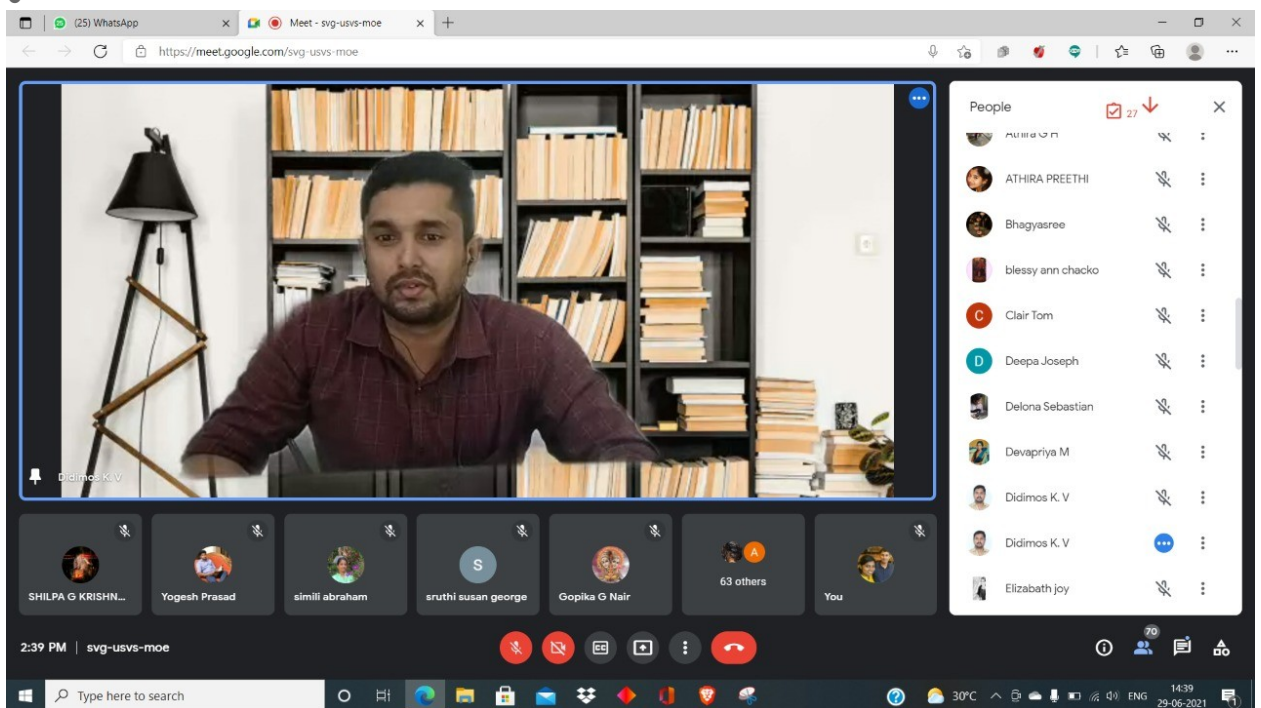 (25) WhatsApp
Meet - svg-usvs-moe
https://meet.google.com/svg-usvs-moe
Didimos K. V
SHILPA G KRISHN...
Yogesh Prasad
simili abraham
S
sruthi susan george
Gopika G Nair
A
63 others
You
People
27
Athira G H
ATHIRA PREETHI
Bhagyasree
blessy ann chacko
C
Clair Tom
D
Deepa Joseph
Delona Sebastian
Devapriya M
Didimos K. V
Didimos K. V
Elizabath joy
2:39 PM | svg-usvs-moe
CC
70
Type here to search
30°C
ENG
14:39
29-06-2021
1